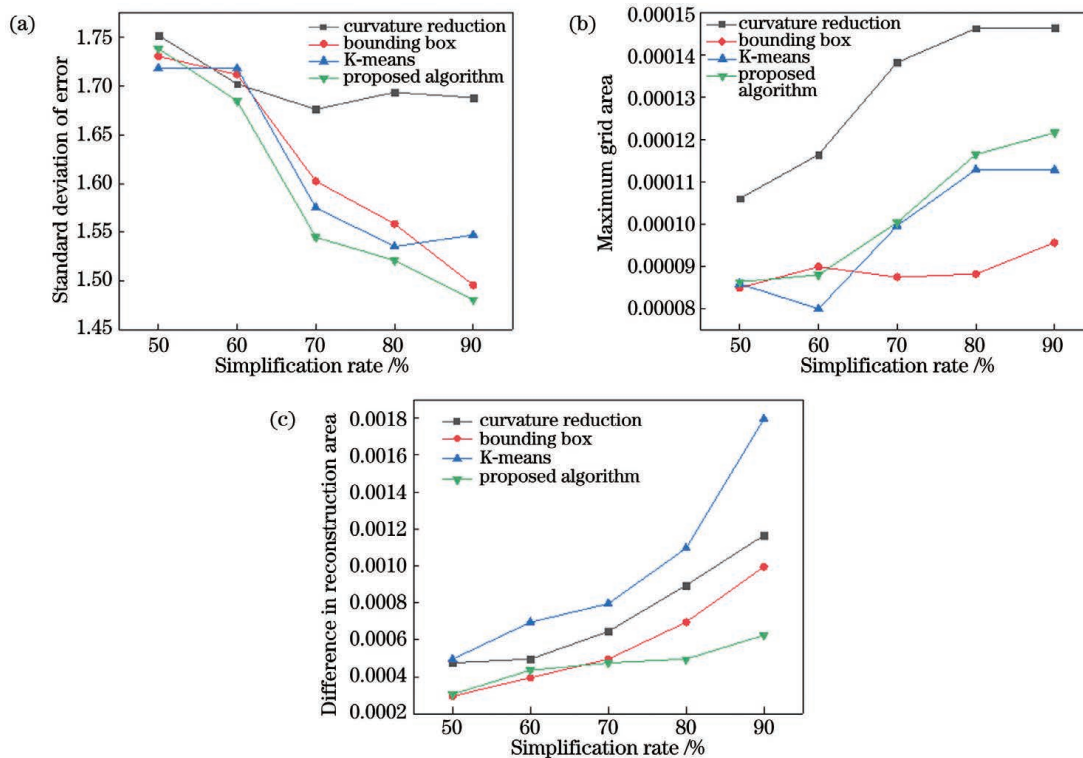 (a)
Standard deviation of error
1.75
1.70
1.65
1.60
1.55
1.50
1.45
curvature reduction
bounding box
K-means
proposed algorithm
50 60 70 80 90
Simplification rate /%
(b)
Maximum grid area
0.00015
0.00014
0.00013
0.00012
0.00011
0.00010
0.00009
0.00008
curvature reduction
bounding box
K-means
proposed
algorithm
50 60 70 80 90
Simplification rate /%
(c)
Difference in reconstruction area
0.0018
0.0016
0.0014
0.0012
0.0010
0.0008
0.0006
0.0004
0.0002
curvature reduction
bounding box
K-means
proposed algorithm
50 60 70 80 90
Simplification rate /%